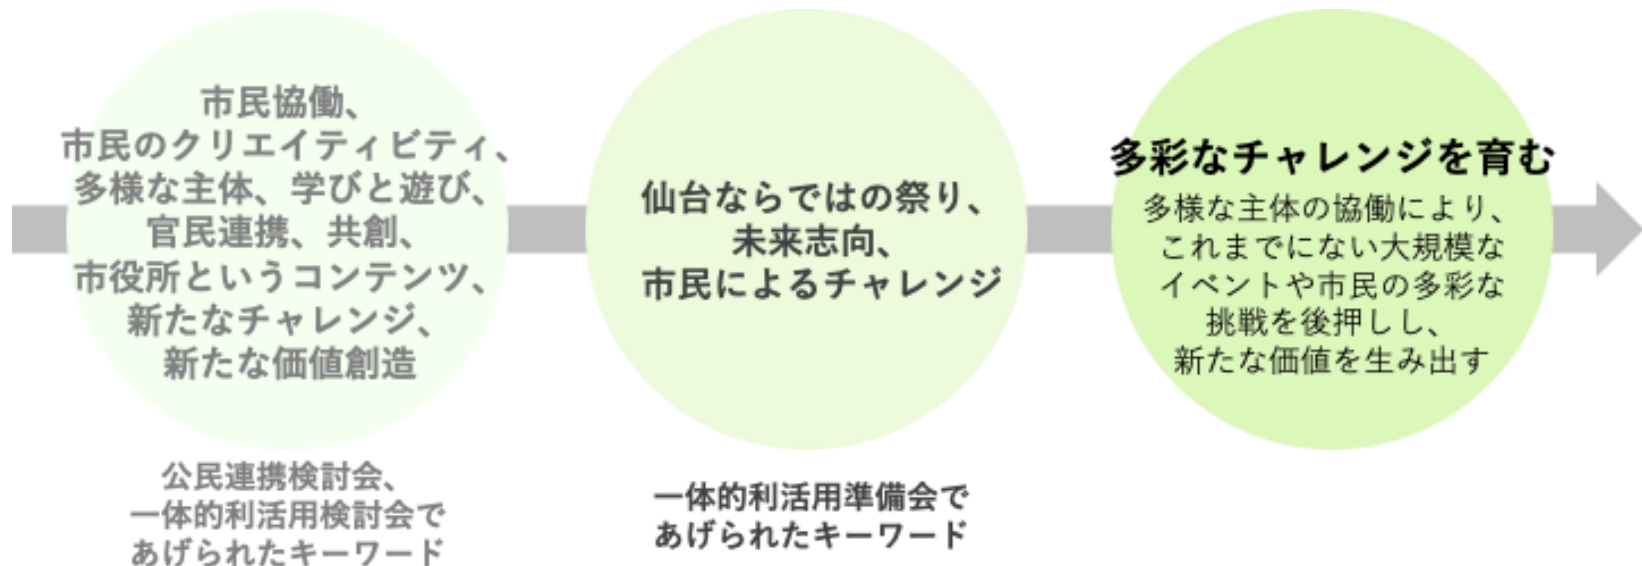 市民協働、
市民のクリエイティビティ、
多様な主体、学びと遊び、
官民連携、共創、
市役所というコンテンツ、
新たなチャレンジ、
新たな価値創造
公民連携検討会、
一体的利活用検討会で
あげられたキーワード
仙台ならではの祭り、
未来志向、
市民によるチャレンジ
一体的利活用準備会で
あげられたキーワード
多彩なチャレンジを育む
多様な主体の協働により、
これまでにない大規模な
イベントや市民の多彩な
挑戦を後押しし、
新たな価値を生み出す